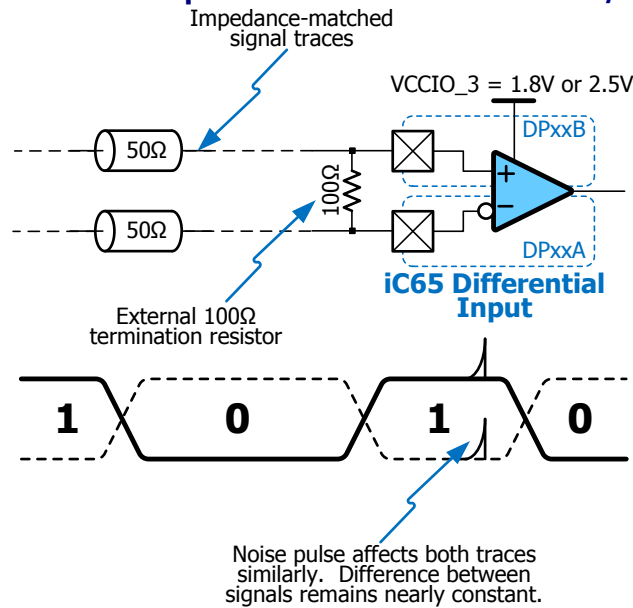 Impedance-matched
signal traces
VCCIO_3 = 1.8V or 2.5V
DPxxB
50Ω
100Ω
+
50Ω
–
DPxxA
iC65 Differential
Input
External 100Ω
termination resistor
1 0 1 0
Noise pulse affects both traces
similarly. Difference between
signals remains nearly constant.